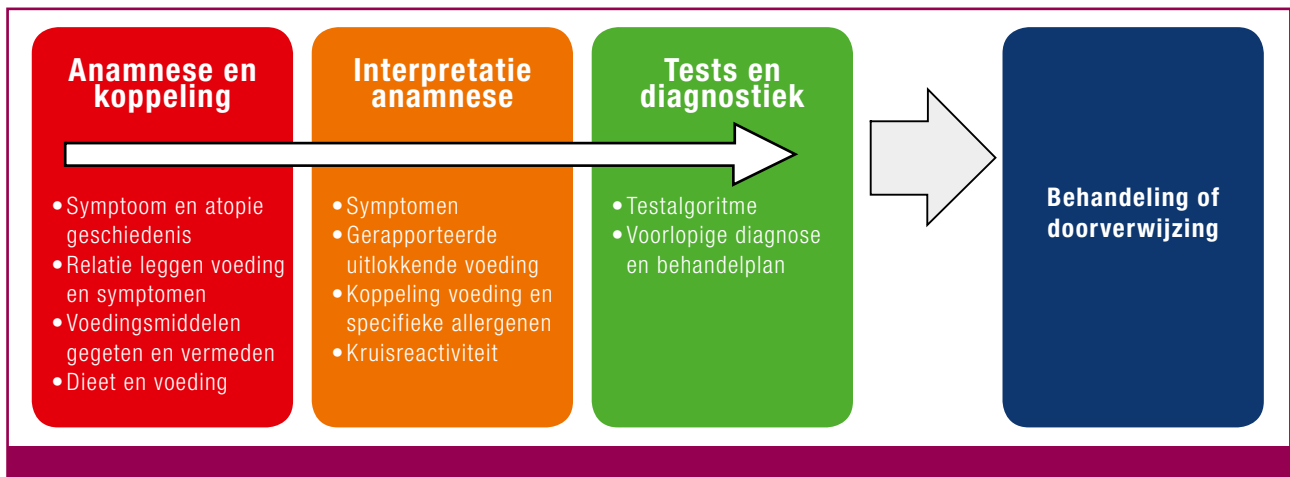 Anamnese en
koppeling
• Symptoom en atopie
geschiedenis
• Relatie leggen voeding
en symptomen
• Voedingsmiddelen
gegeten en vermeden
• Dieet en voeding
Interpretatie
anamnese
• Symptomen
• Gerapporteerde
uitlokkende voeding
• Koppeling voeding en
specifieke allergenen
• Kruisreactiviteit
Tests en
diagnostiek
• Testalgoritme
• Voorlopige diagnose
en behandelplan
Behandeling of
doorverwijzing